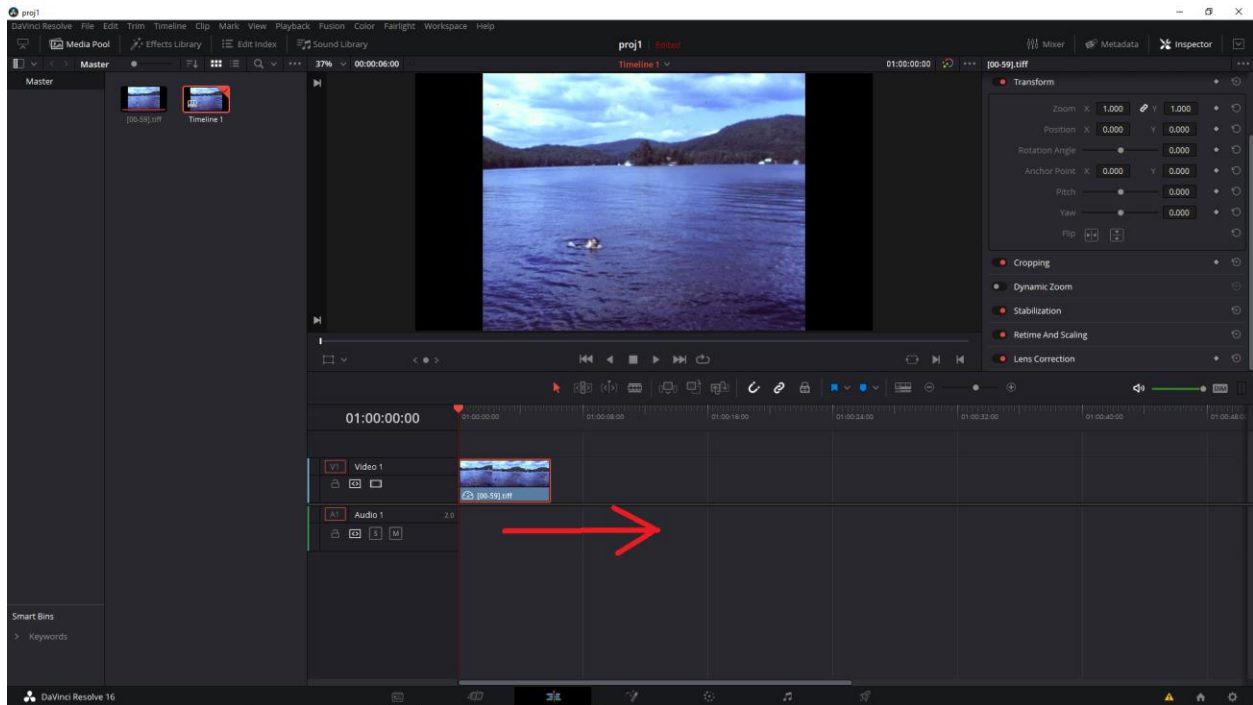 proj1
DaVinci Resolve File Edit Trim Timeline Clip Mark View Playback Fusion Color Fairlight Workspace Help
Media Pool Effects Library Edit Index Sound Library proj1 Edited Mixer Metadata Inspector
Master 37% 00:00:06:00 Timeline 1 01:00:00:00 [00-59].tiff
Master
[00-59].tiff Timeline 1
Transform
Zoom X 1.000 Y 1.000
Position X 0.000 Y 0.000
Rotation Angle 0.000
Anchor Point X 0.000 Y 0.000
Pitch 0.000
Yaw 0.000
Flip
Cropping
Dynamic Zoom
Stabilization
Retime And Scaling
Lens Correction
DIM
01:00:00:00 01:00:00:00 01:00:08:00 01:00:16:00 01:00:24:00 01:00:32:00 01:00:40:00
V1 Video 1
[00-59].tiff
A1 Audio 1 2.0
S M
Smart Bins
Keywords
DaVinci Resolve 16